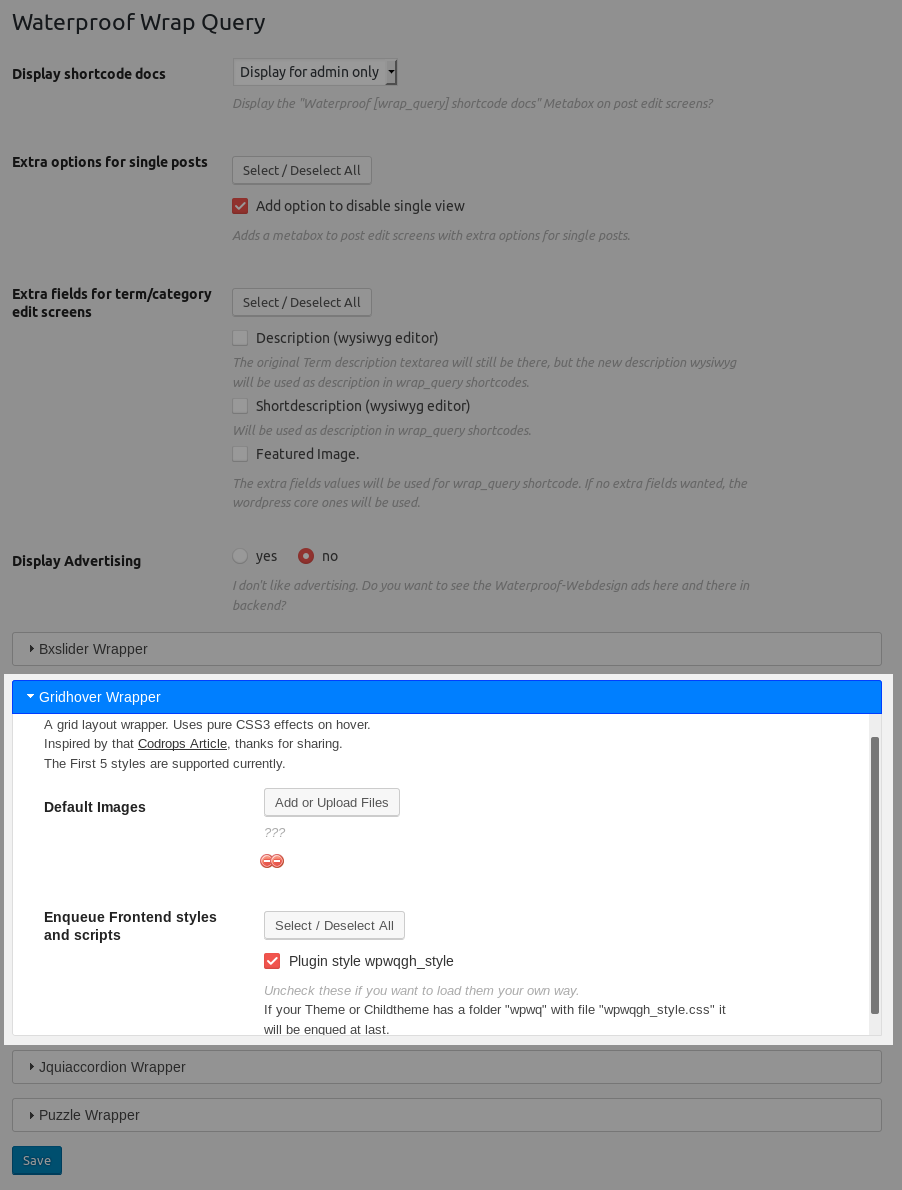 Waterproof Wrap Query
Display shortcode docs
Display for admin only
Display the "Waterproof [wrap_query] shortcode docs" Metabox on post edit screens?
Extra options for single posts
Select / Deselect All
Add option to disable single view
Adds a metabox to post edit screens with extra options for single posts.
Extra fields for term/category
edit screens
Select / Deselect All
Description (wysiwyg editor)
The original Term description textarea will still be there, but the new description wysiwyg
will be used as description in wrap_query shortcodes.
Shortdescription (wysiwyg editor)
Will be used as description in wrap_query shortcodes.
Featured Image.
The extra fields values will be used for wrap_query shortcode. If no extra fields wanted, the
wordpress core ones will be used.
Display Advertising
yes no
I don't like advertising. Do you want to see the Waterproof-Webdesign ads here and there in
backend?
Bxslider Wrapper
Gridhover Wrapper
A grid layout wrapper. Uses pure CSS3 effects on hover.
Inspired by that Codrops Article, thanks for sharing.
The First 5 styles are supported currently.
Default Images
Add or Upload Files
???
Enqueue Frontend styles
and scripts
Select / Deselect All
Plugin style wpwqgh_style
Uncheck these if you want to load them your own way.
If your Theme or Childtheme has a folder "wpwq" with file "wpwqgh_style.css" it
will be enqued at last.
Jquiaccordion Wrapper
Puzzle Wrapper
Save